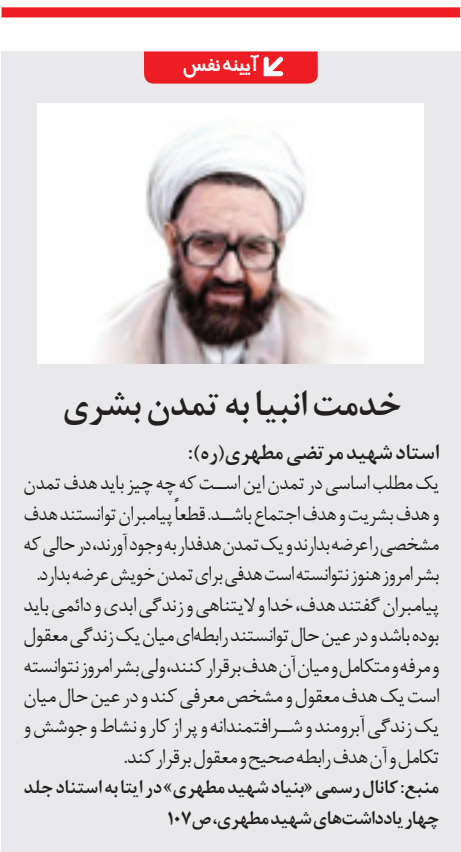 آیینه نفس
خدمت انبیا به تمدن بشری
استاد شهید مرتضی مطهری(ره):
یک مطلب اساسی در تمدن این است که چه چیز باید هدف تمدن
و هدف بشریت و هدف اجتماع باشد. قطعاً پیامبران توانستند هدف
مشخصی را عرضه بدارند و یک تمدن هدفدار به وجود آورند، در حالی که
بشر امروز هنوز نتوانسته است هدفی برای تمدن خویش عرضه بدارد.
پیامبران گفتند هدف، خدا و لایتناهی و زندگی ابدی و دائمی باید
بوده باشد و در عین حال توانستند رابطه‌ای میان یک زندگی معقول
و مرفه و متکامل و میان آن هدف برقرار کنند، ولی بشر امروز نتوانسته
است یک هدف معقول و مشخص معرفی کند و در عین حال میان
یک زندگی آبرومند و شرافتمندانه و پر از کار و نشاط و جوشش و
تکامل و آن هدف رابطه صحیح و معقول برقرار کند.
منبع: کانال رسمی «بنیاد شهید مطهری» در ایتا به استناد جلد
چهار یادداشت‌های شهید مطهری، ص۱۰۷